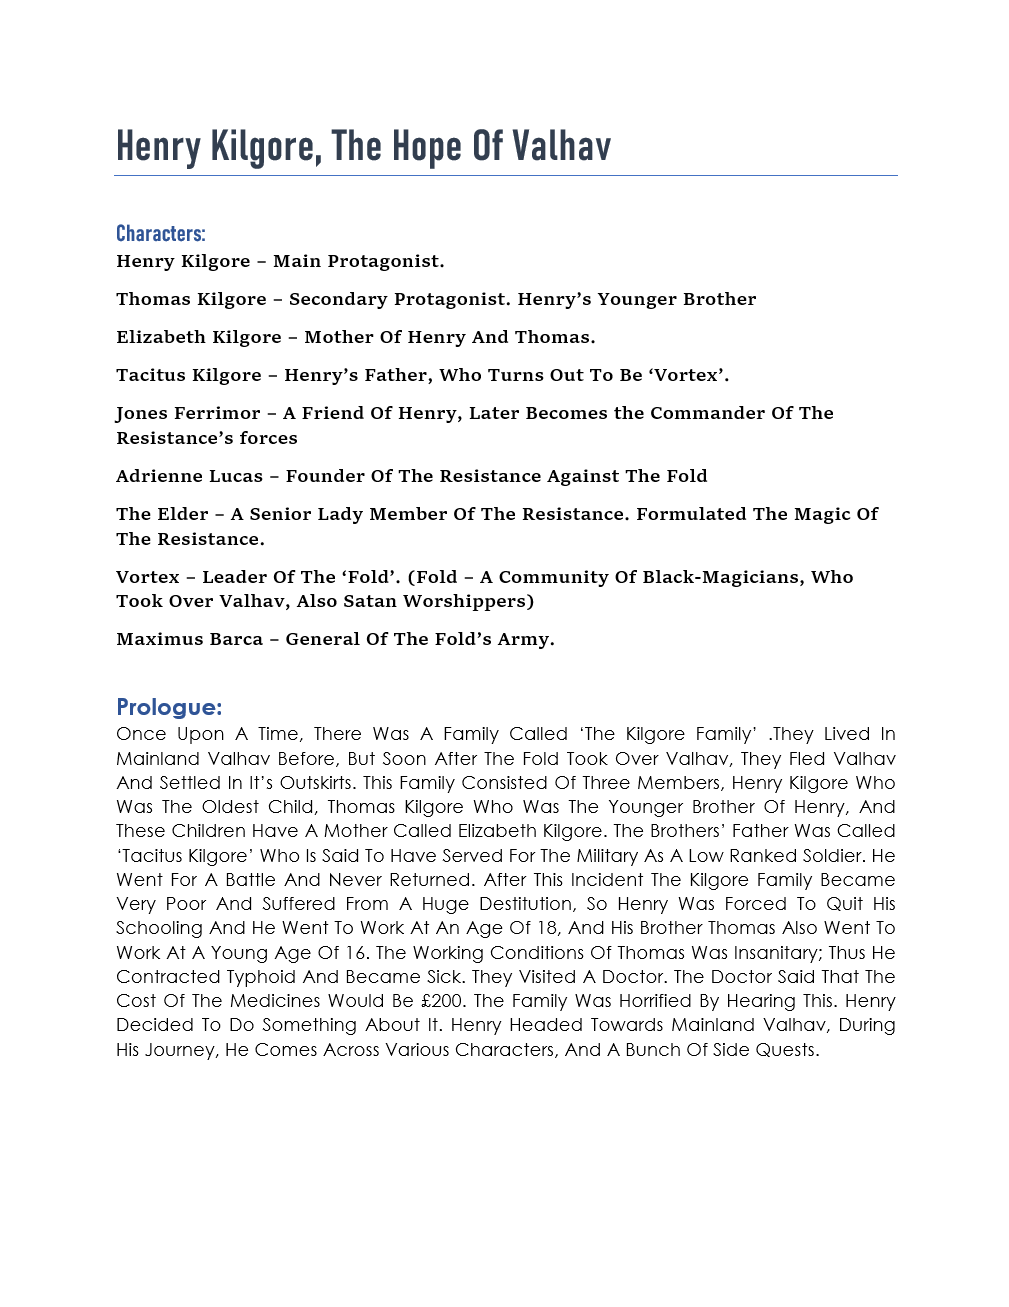 Henry Kilgore, The Hope Of Valhav
Characters:
Henry Kilgore – Main Protagonist.
Thomas Kilgore – Secondary Protagonist. Henry’s Younger Brother
Elizabeth Kilgore – Mother Of Henry And Thomas.
Tacitus Kilgore – Henry’s Father, Who Turns Out To Be ‘Vortex’.
Jones Ferrimor – A Friend Of Henry, Later Becomes the Commander Of The
Resistance’s forces
Adrienne Lucas – Founder Of The Resistance Against The Fold
The Elder – A Senior Lady Member Of The Resistance. Formulated The Magic Of
The Resistance.
Vortex – Leader Of The ‘Fold’. (Fold – A Community Of Black-Magicians, Who
Took Over Valhav, Also Satan Worshippers)
Maximus Barca – General Of The Fold’s Army.
Prologue:
Once Upon A Time, There Was A Family Called ‘The Kilgore Family’ .They Lived In
Mainland Valhav Before, But Soon After The Fold Took Over Valhav, They Fled Valhav
And Settled In It’s Outskirts. This Family Consisted Of Three Members, Henry Kilgore Who
Was The Oldest Child, Thomas Kilgore Who Was The Younger Brother Of Henry, And
These Children Have A Mother Called Elizabeth Kilgore. The Brothers’ Father Was Called
‘Tacitus Kilgore’ Who Is Said To Have Served For The Military As A Low Ranked Soldier. He
Went For A Battle And Never Returned. After This Incident The Kilgore Family Became
Very Poor And Suffered From A Huge Destitution, So Henry Was Forced To Quit His
Schooling And He Went To Work At An Age Of 18, And His Brother Thomas Also Went To
Work At A Young Age Of 16. The Working Conditions Of Thomas Was Insanitary; Thus He
Contracted Typhoid And Became Sick. They Visited A Doctor. The Doctor Said That The
Cost Of The Medicines Would Be £200. The Family Was Horrified By Hearing This. Henry
Decided To Do Something About It. Henry Headed Towards Mainland Valhav, During
His Journey, He Comes Across Various Characters, And A Bunch Of Side Quests.